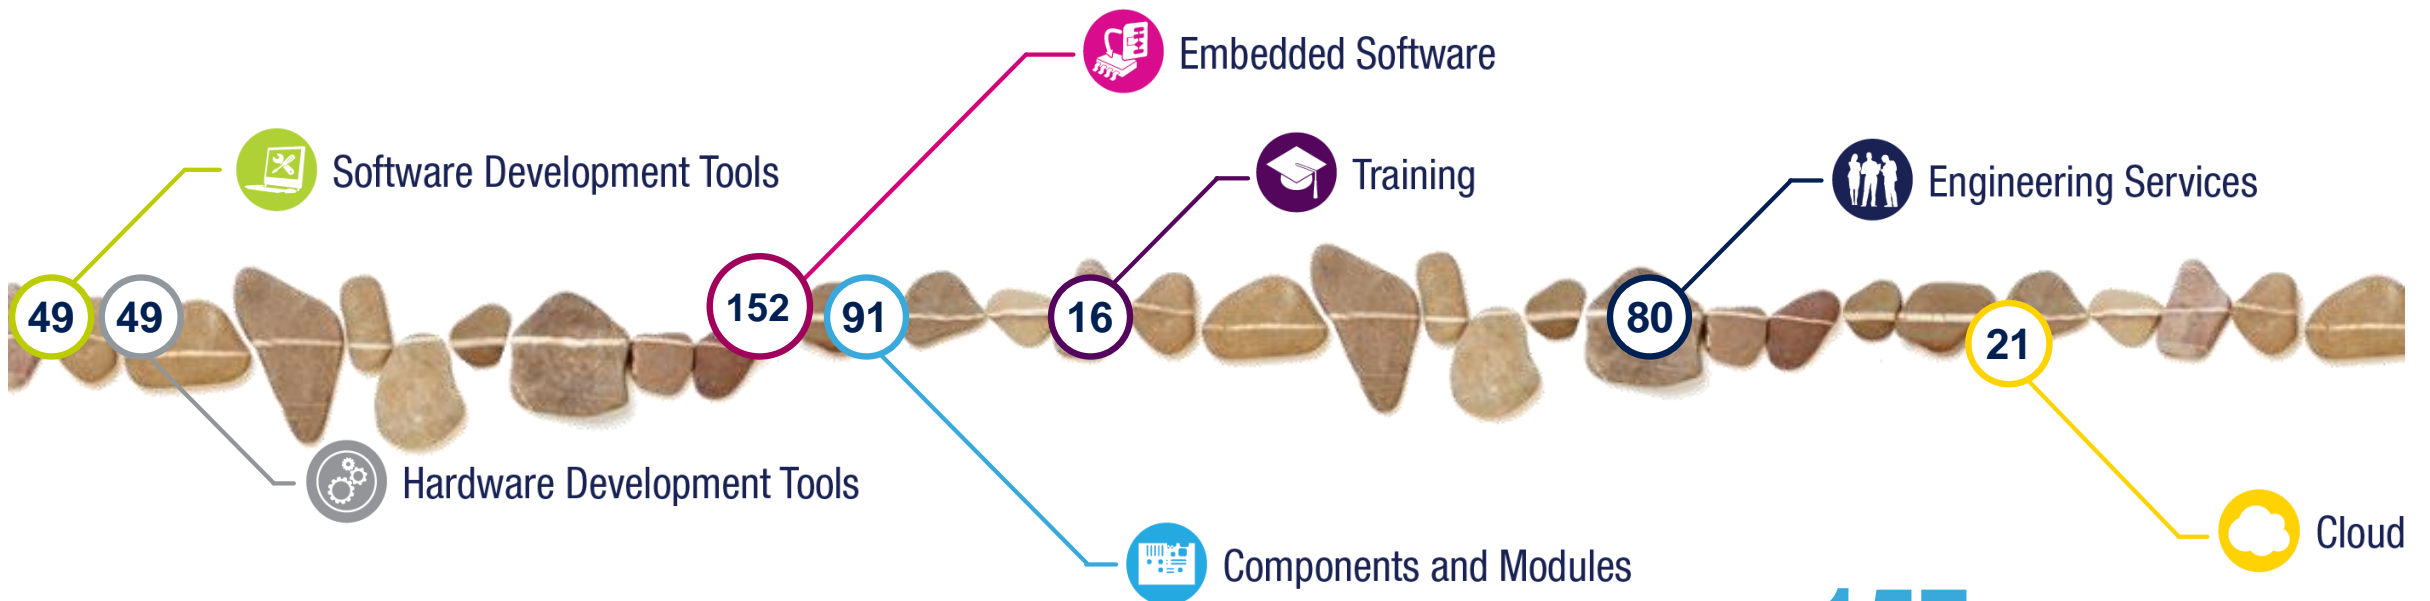 Embedded Software
Software Development Tools
Training
Engineering Services
49
49
152
91
16
80
21
Hardware Development Tools
Cloud
Components and Modules